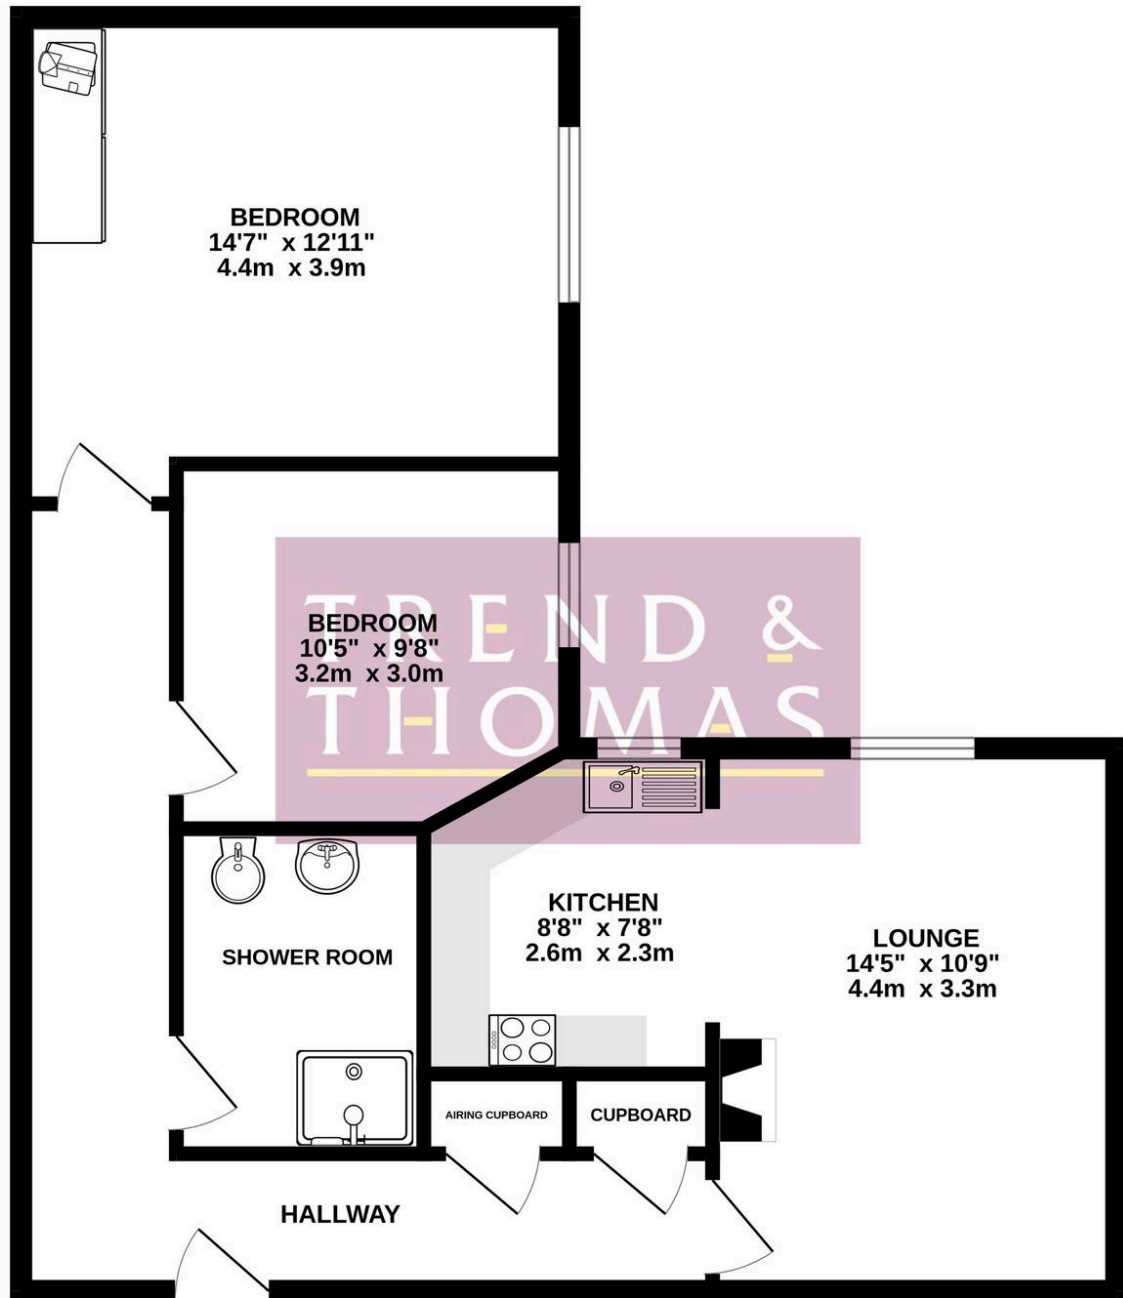 BEDROOM
14'7" x 12'11"
4.4m x 3.9m
BEDROOM
10'5" x 9'8"
3.2m x 3.0m
TREND &
THOMAS
KITCHEN
8'8" x 7'8"
2.6m x 2.3m
LOUNGE
14'5" x 10'9"
4.4m x 3.3m
SHOWER ROOM
AIRING CUPBOARD
CUPBOARD
HALLWAY